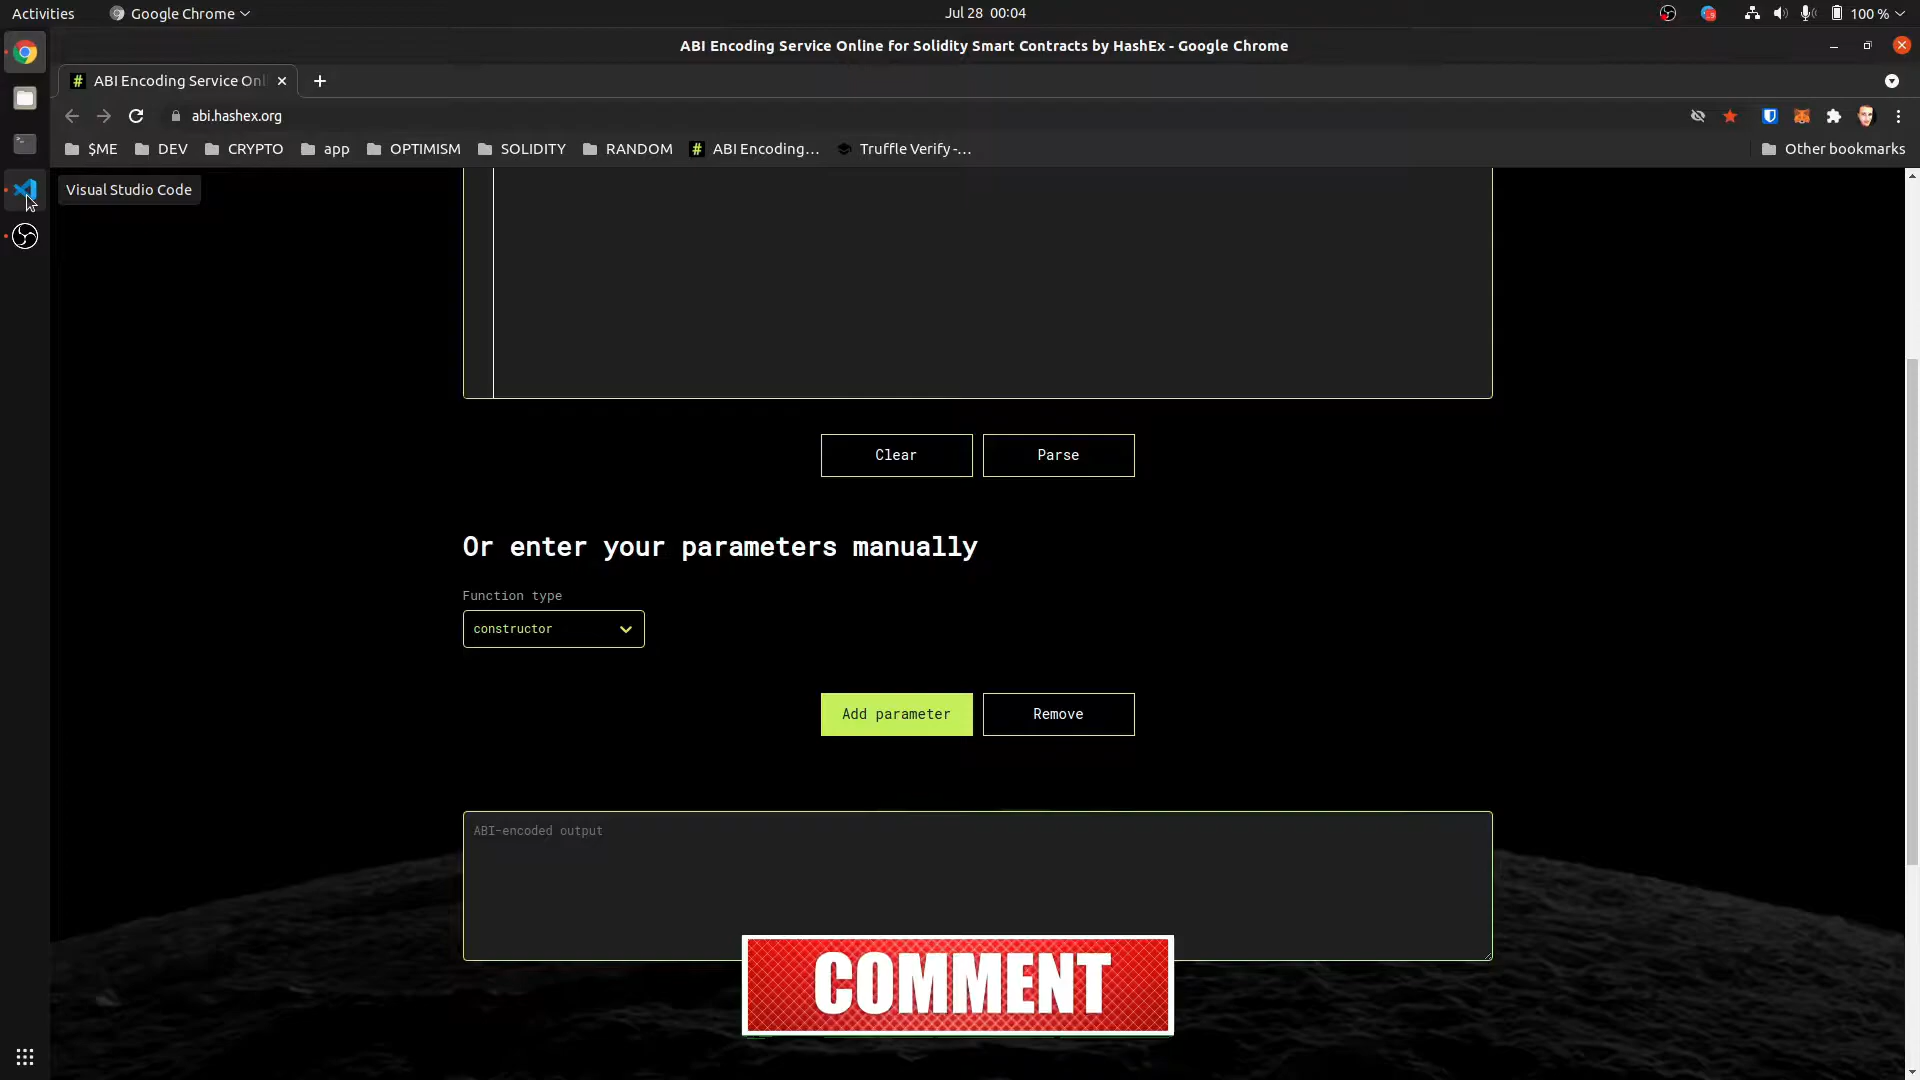 Activities
Google Chrome
Jul 28 00:04
100 %
ABI Encoding Service Online for Solidity Smart Contracts by HashEx - Google Chrome
ABI Encoding Service Onl
abi.hashex.org
$ME
DEV
CRYPTO
app
OPTIMISM
SOLIDITY
RANDOM
ABI Encoding...
Truffle Verify -...
Other bookmarks
Visual Studio Code
Clear
Parse
Or enter your parameters manually
Function type
constructor
Add parameter
Remove
ABI-encoded output
COMMENT